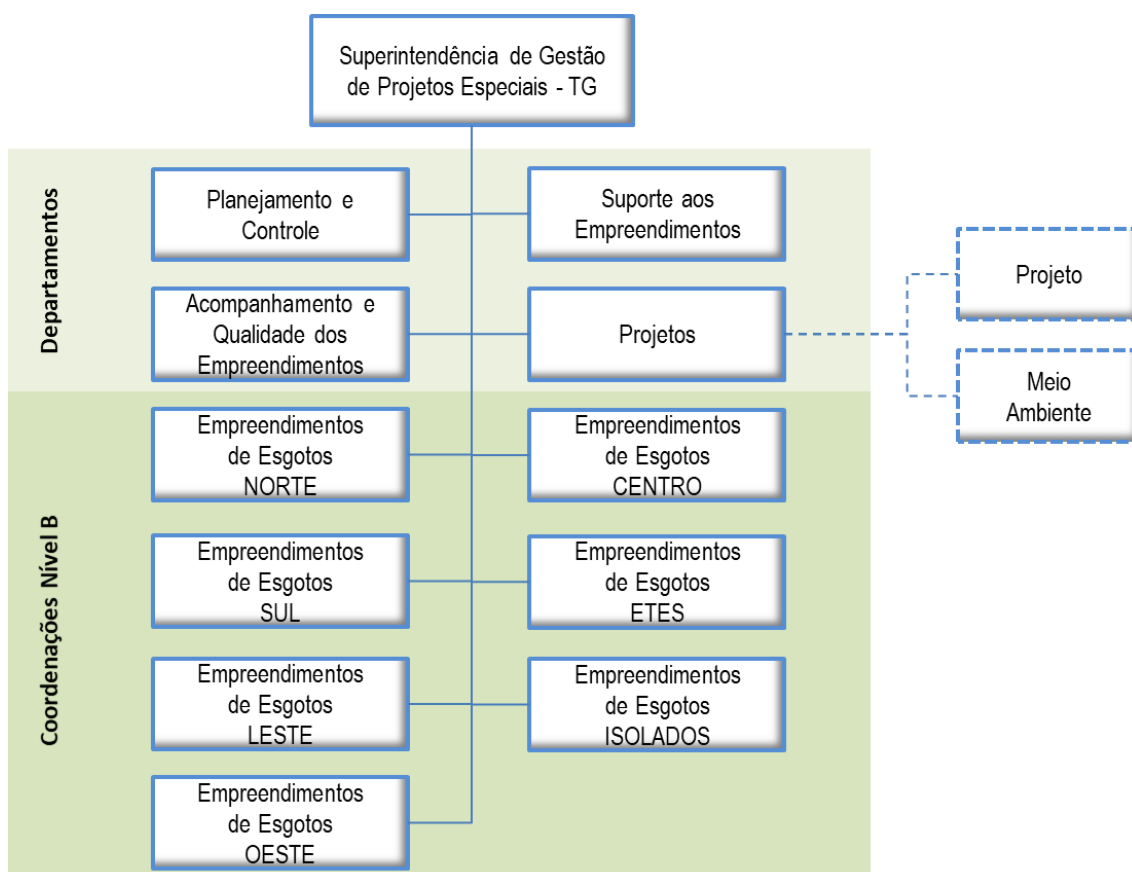 Superintendência de Gestão
de Projetos Especiais - TG
Departamentos
Planejamento e
Controle
Suporte aos
Empreendimentos
Acompanhamento e
Qualidade dos
Empreendimentos
Projetos
Projeto
Meio
Ambiente
Coordenações Nível B
Empreendimentos
de Esgotos
NORTE
Empreendimentos
de Esgotos
CENTRO
Empreendimentos
de Esgotos
SUL
Empreendimentos
de Esgotos
ETES
Empreendimentos
de Esgotos
LESTE
Empreendimentos
de Esgotos
ISOLADOS
Empreendimentos
de Esgotos
OESTE